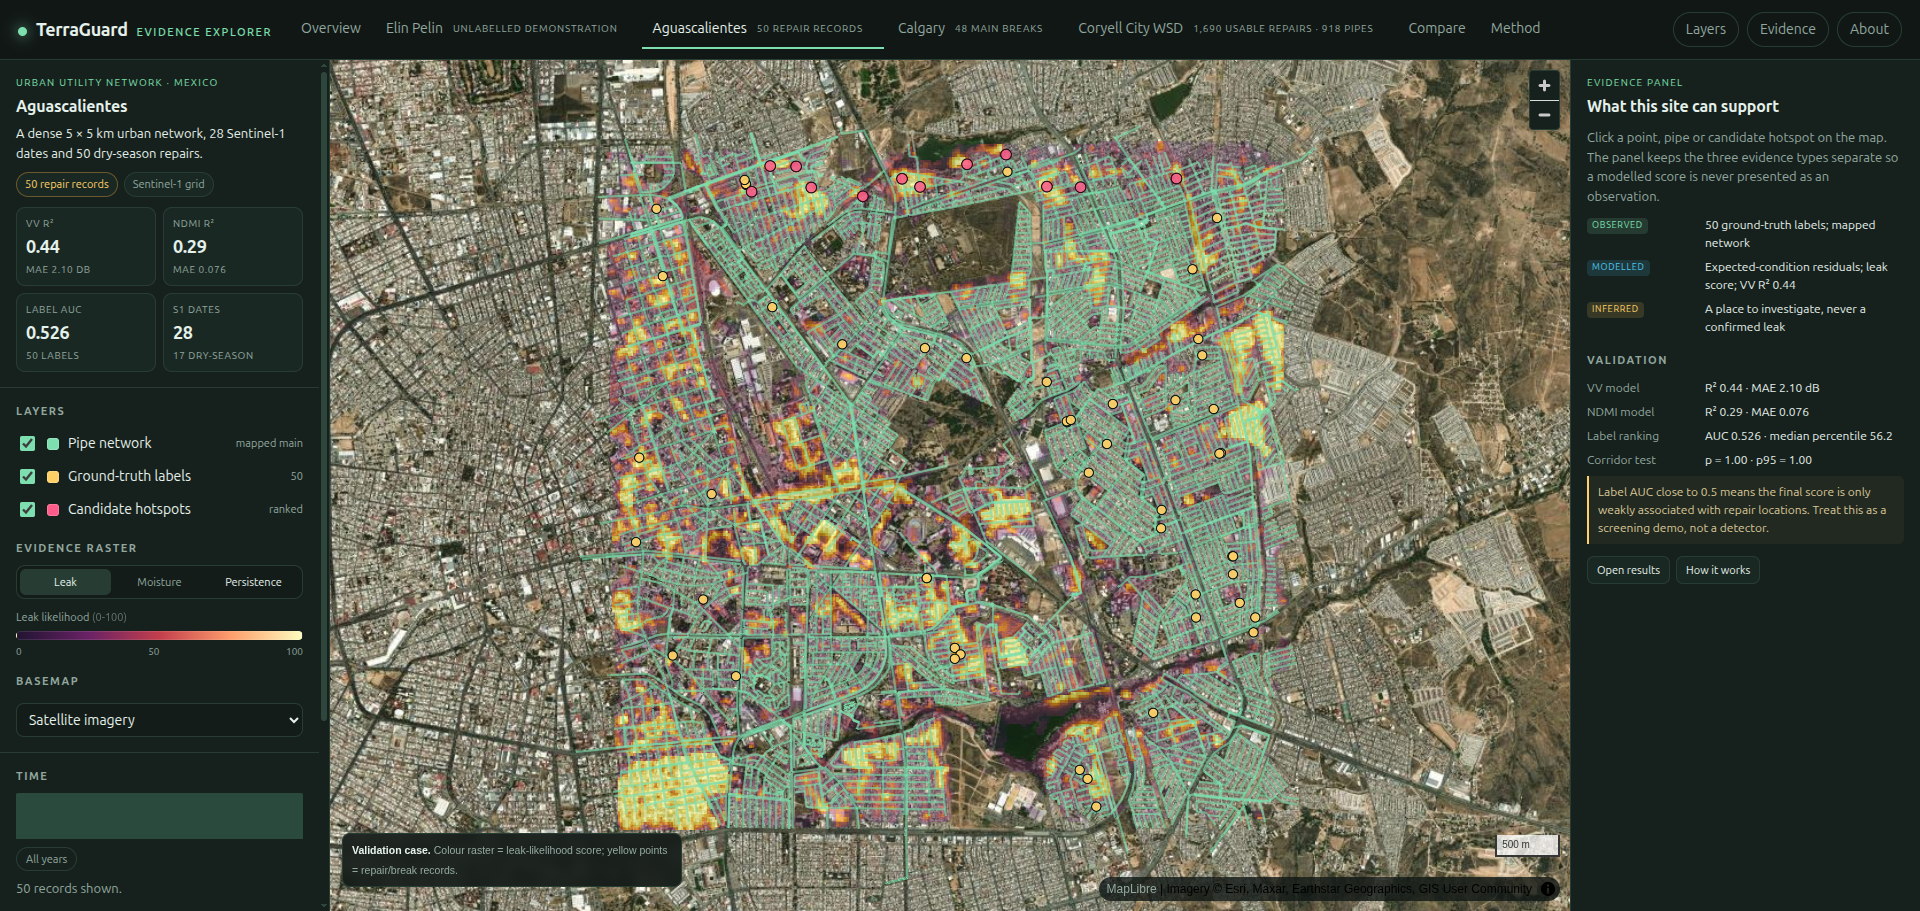 TerraGuard EVIDENCE EXPLORER
Overview
Elin Pelin UNLABELLED DEMONSTRATION
Aguascalientes 50 REPAIR RECORDS
Calgary 48 MAIN BREAKS
Coryell City WSD 1,690 USABLE REPAIRS · 918 PIPES
Compare
Method
Layers
Evidence
About
URBAN UTILITY NETWORK · MEXICO
Aguascalientes
A dense 5 × 5 km urban network, 28 Sentinel-1
dates and 50 dry-season repairs.
50 repair records
Sentinel-1 grid
VV R²
0.44
MAE 2.10 DB
NDMI R²
0.29
MAE 0.076
LABEL AUC
0.526
50 LABELS
S1 DATES
28
17 DRY-SEASON
LAYERS
Pipe network mapped main
Ground-truth labels 50
Candidate hotspots ranked
EVIDENCE RASTER
Leak Moisture Persistence
Leak likelihood (0-100)
0 50 100
BASEMAP
Satellite imagery
TIME
All years
50 records shown.
+
−
Validation case. Colour raster = leak-likelihood score; yellow points
= repair/break records.
500 m
MapLibre | Imagery © Esri, Maxar, Earthstar Geographics, GIS User Community
EVIDENCE PANEL
What this site can support
Click a point, pipe or candidate hotspot on the map.
The panel keeps the three evidence types separate so
a modelled score is never presented as an
observation.
OBSERVED 50 ground-truth labels; mapped
network
MODELLED Expected-condition residuals; leak
score; VV R² 0.44
INFERRED A place to investigate, never a
confirmed leak
VALIDATION
VV model R² 0.44 · MAE 2.10 dB
NDMI model R² 0.29 · MAE 0.076
Label ranking AUC 0.526 · median percentile 56.2
Corridor test p = 1.00 · p95 = 1.00
Label AUC close to 0.5 means the final score is only
weakly associated with repair locations. Treat this as a
screening demo, not a detector.
Open results
How it works